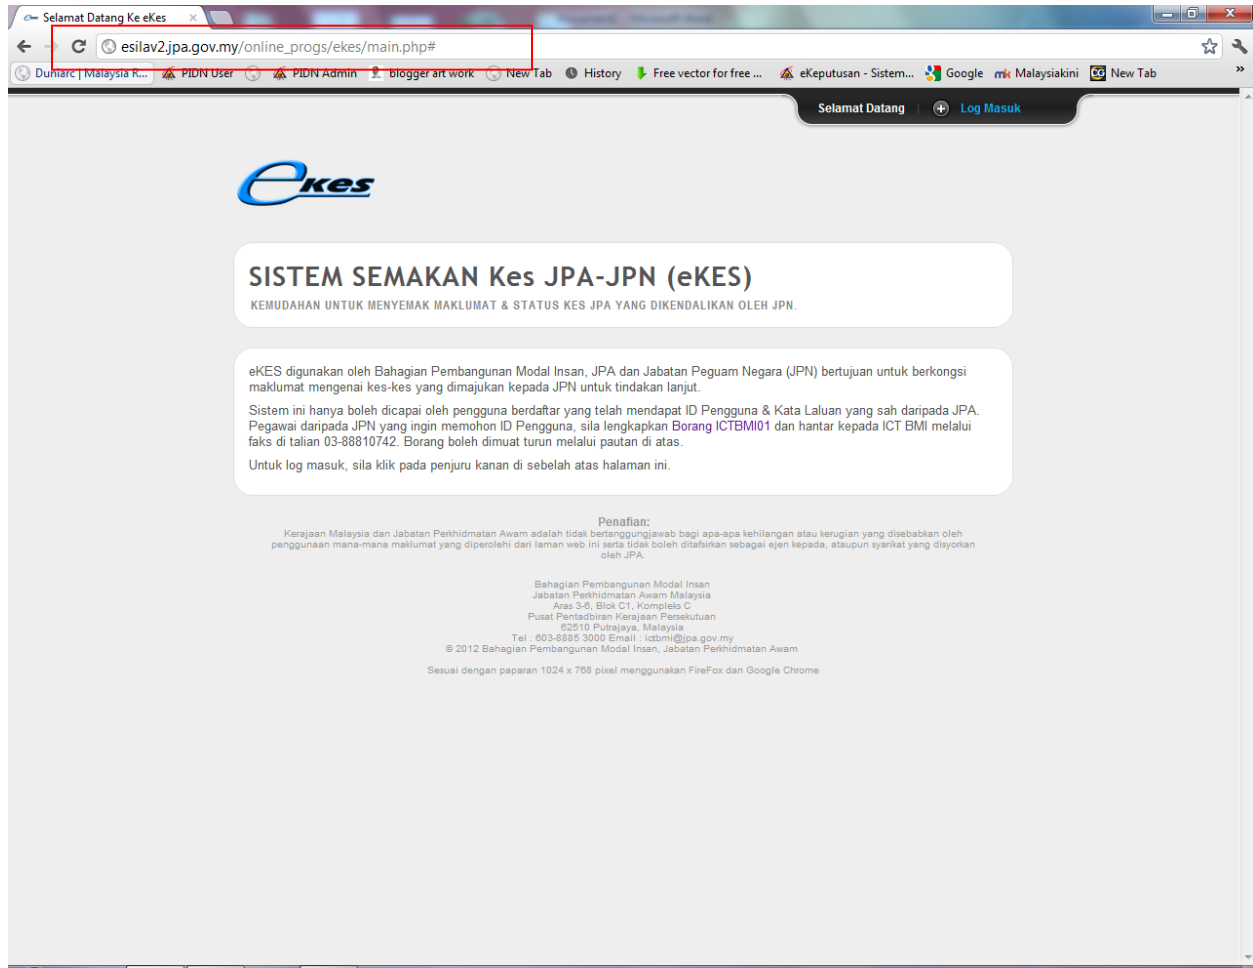 Selamat Datang Ke eKes
esilav2.jpa.gov.my/online_progs/ekes/main.php#
Duniarc | Malaysia R... PIDN User PIDN Admin blogger art work New Tab History Free vector for free ... eKeputusan - Sistem... Google mk Malaysiakini New Tab »
Selamat Datang Log Masuk
ekes
SISTEM SEMAKAN Kes JPA-JPN (eKES)
KEMUDAHAN UNTUK MENYEMAK MAKLUMAT & STATUS KES JPA YANG DIKENDALIKAN OLEH JPN.
eKES digunakan oleh Bahagian Pembangunan Modal Insan, JPA dan Jabatan Peguam Negara (JPN) bertujuan untuk berkongsi
maklumat mengenai kes-kes yang dimajukan kepada JPN untuk tindakan lanjut.
Sistem ini hanya boleh dicapai oleh pengguna berdaftar yang telah mendapat ID Pengguna & Kata Laluan yang sah daripada JPA.
Pegawai daripada JPN yang ingin memohon ID Pengguna, sila lengkapkan Borang ICTBMI01 dan hantar kepada ICT BMI melalui
faks di talian 03-88810742. Borang boleh dimuat turun melalui pautan di atas.
Untuk log masuk, sila klik pada penjuru kanan di sebelah atas halaman ini.
Penafian:
Kerajaan Malaysia dan Jabatan Perkhidmatan Awam adalah tidak bertanggungjawab bagi apa-apa kehilangan atau kerugian yang disebabkan oleh
penggunaan mana-mana maklumat yang diperolehi dari laman web ini serta tidak boleh ditafsirkan sebagai ejen kepada, ataupun syarikat yang disyorkan
oleh JPA.
Bahagian Pembangunan Modal Insan
Jabatan Perkhidmatan Awam Malaysia
Aras 3-6, Blok C1, Kompleks C
Pusat Pentadbiran Kerajaan Persekutuan
62510 Putrajaya, Malaysia
Tel : 603-8885 3000 Email : ictbmi@jpa.gov.my
© 2012 Bahagian Pembangunan Modal Insan, Jabatan Perkhidmatan Awam
Sesuai dengan paparan 1024 x 768 pixel menggunakan FireFox dan Google Chrome